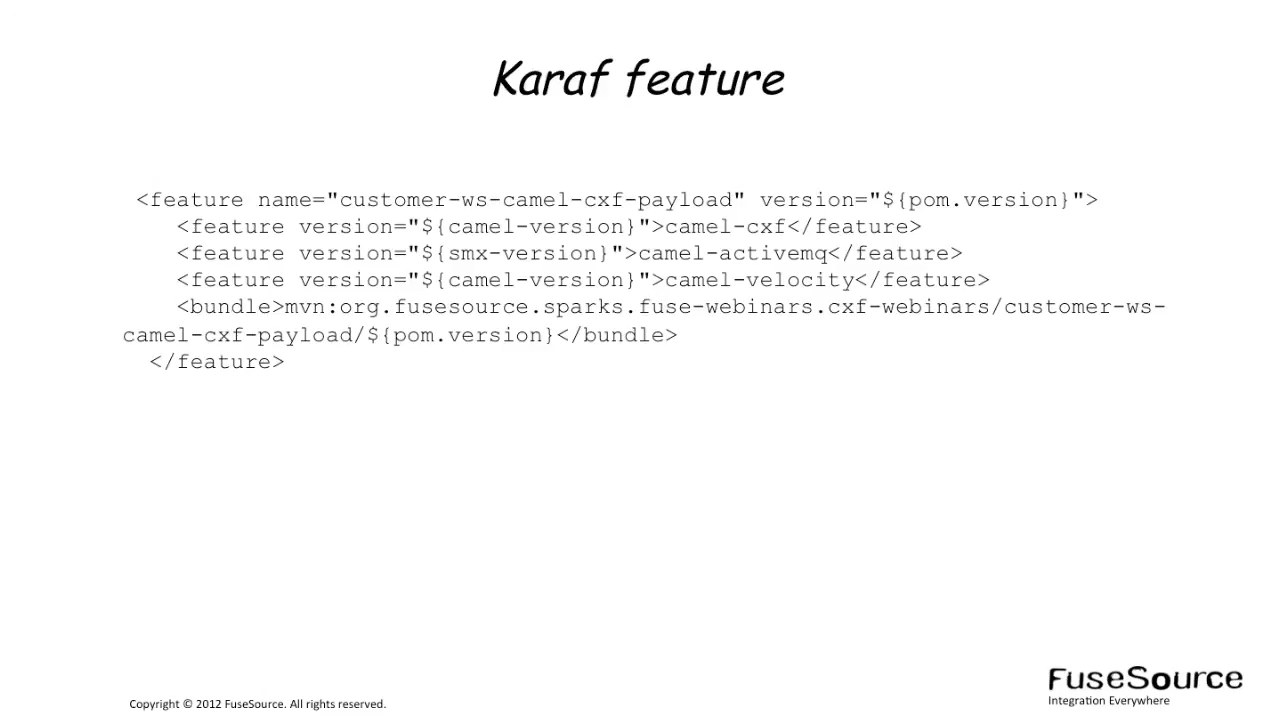 Karaf feature
<feature name="customer-ws-camel-cxf-payload" version="${pom.version}">
<feature version="${camel-version}">camel-cxf</feature>
<feature version="${smx-version}">camel-activemq</feature>
<feature version="${camel-version}">camel-velocity</feature>
<bundle>mvn:org.fusesource.sparks.fuse-webinars.cxf-webinars/customer-ws-
camel-cxf-payload/${pom.version}</bundle>
</feature>
FuseSource
Integration Everywhere
Copyright © 2012 FuseSource. All rights reserved.